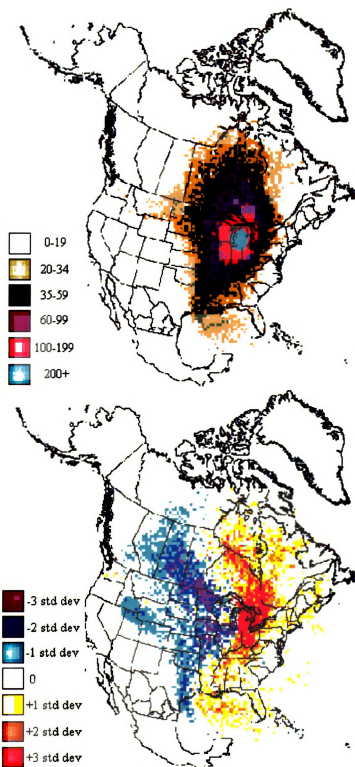 0-19
20-34
35-59
60-99
100-199
200+
-3 std dev
-2 std dev
-1 std dev
0
+1 std dev
+2 std dev
+3 std dev